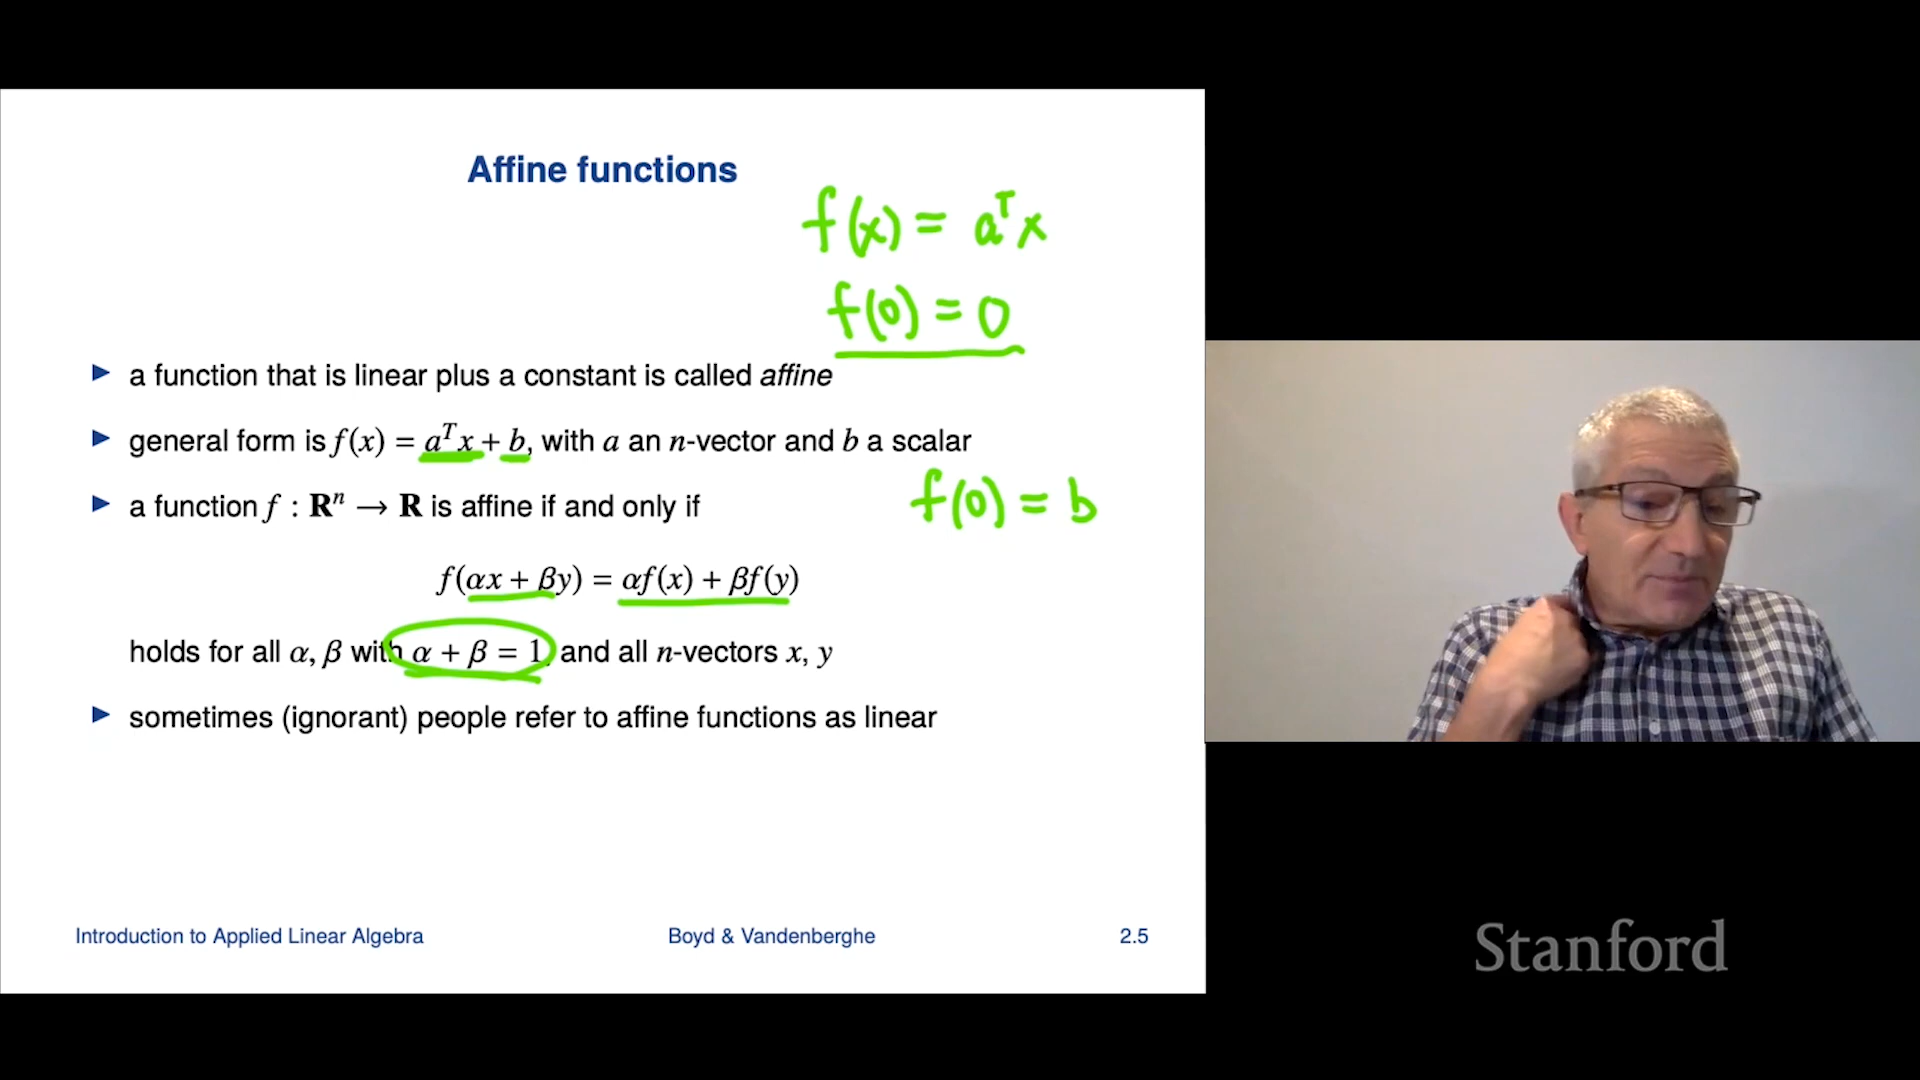 Affine functions
f(x) = aᵀx
f(0) = 0
▶ a function that is linear plus a constant is called affine
▶ general form is f(x) = aᵀx + b, with a an n-vector and b a scalar
▶ a function f : Rⁿ → R is affine if and only if
f(0) = b
f(αx + βy) = αf(x) + βf(y)
holds for all α, β with α + β = 1, and all n-vectors x, y
▶ sometimes (ignorant) people refer to affine functions as linear
Introduction to Applied Linear Algebra Boyd & Vandenberghe 2.5
Stanford